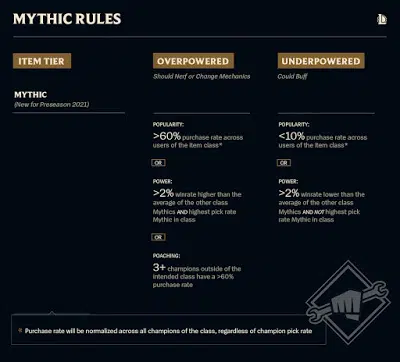 MYTHIC RULES
ITEM TIER
OVERPOWERED
UNDERPOWERED
Should Nerf or Change Mechanics
Could Buff
MYTHIC
(New for Preseason 2021)
POPULARITY:
>60% purchase rate across
users of the item class*
OR
POWER:
>2% winrate higher than the
average of the other class
Mythics AND highest pick rate
Mythic in class
OR
POACHING:
3+ champions outside of the
intended class have a >60%
purchase rate
POPULARITY:
<10% purchase rate across
users of the item class*
OR
POWER:
>2% winrate lower than the
average of the other class
Mythics AND NOT highest pick
rate Mythic in class
* Purchase rate will be normalized across all champions of the class, regardless of champion pick rate